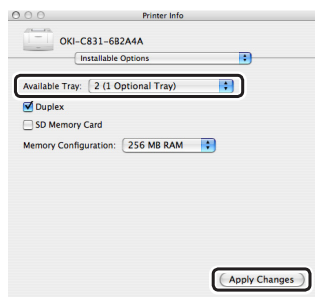 Printer Info
OKI-C831-6B2A4A
Installable Options
Available Tray: 2 (1 Optional Tray)
Duplex
SD Memory Card
Memory Configuration: 256 MB RAM
Apply Changes